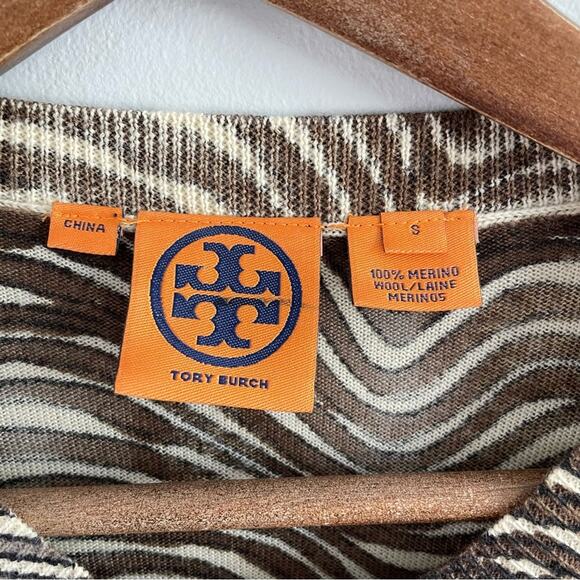 CHINA
TORY BURCH
S
100% MERINO
WOOL/LAINE
MERINOS